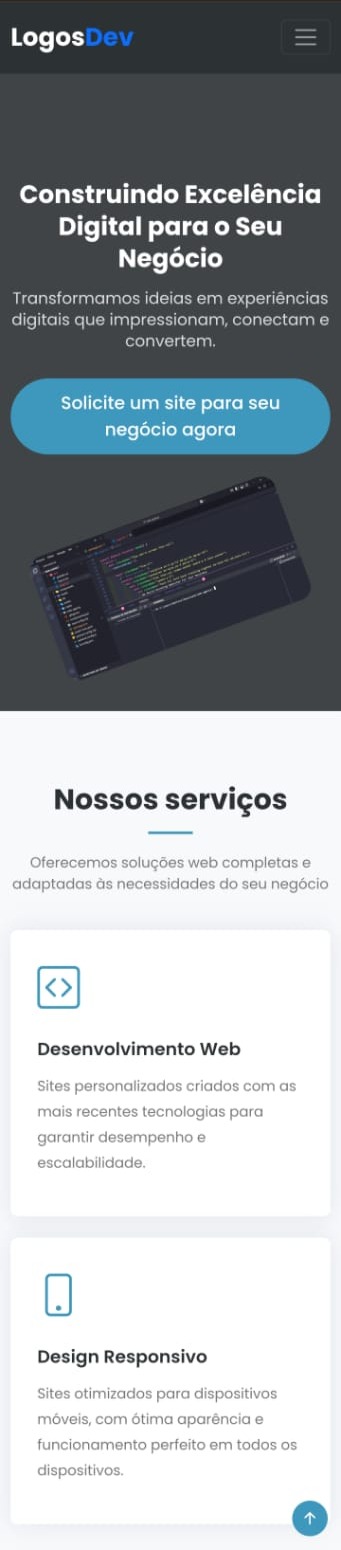 LogosDev
Construindo Excelência
Digital para o Seu
Negócio
Transformamos ideias em experiências
digitais que impressionam, conectam e
convertem.
Solicite um site para seu
negócio agora
Nossos serviços
Oferecemos soluções web completas e
adaptadas às necessidades do seu negócio
Desenvolvimento Web
Sites personalizados criados com as
mais recentes tecnologias para
garantir desempenho e
escalabilidade.
Design Responsivo
Sites otimizados para dispositivos
móveis, com ótima aparência e
funcionamento perfeito em todos os
dispositivos.